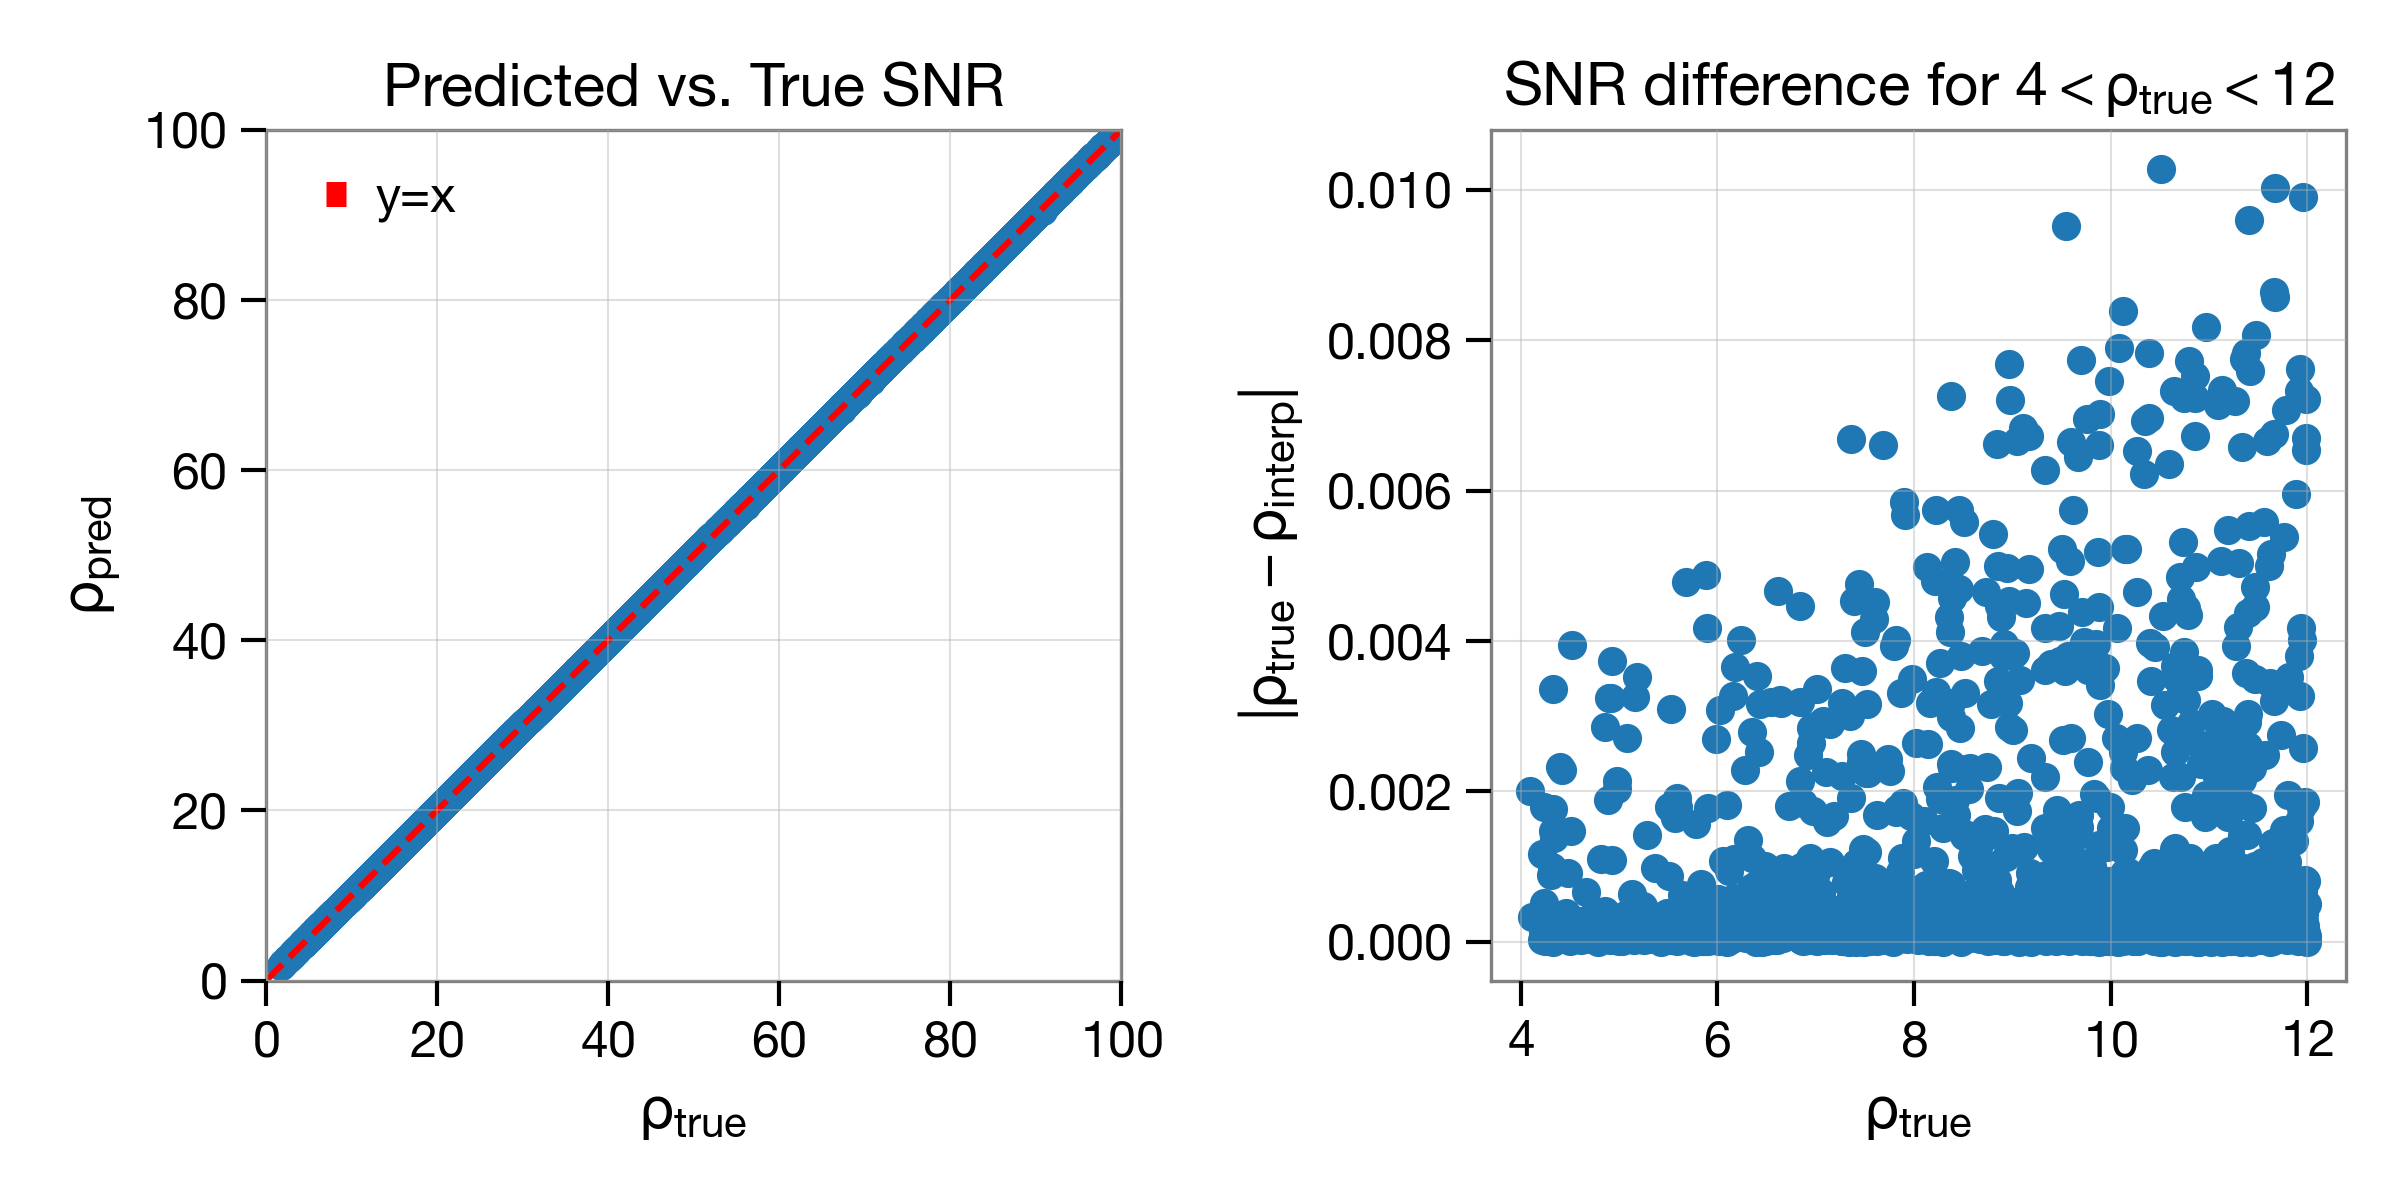 Predicted vs. True SNR
100
80
60
40
20
0
y=x
0 20 40 60 80 100
ρpred
ρtrue
SNR difference for 4 < ρtrue < 12
0.010
0.008
0.006
0.004
0.002
0.000
4 6 8 10 12
|ρtrue − ρinterp|
ρtrue